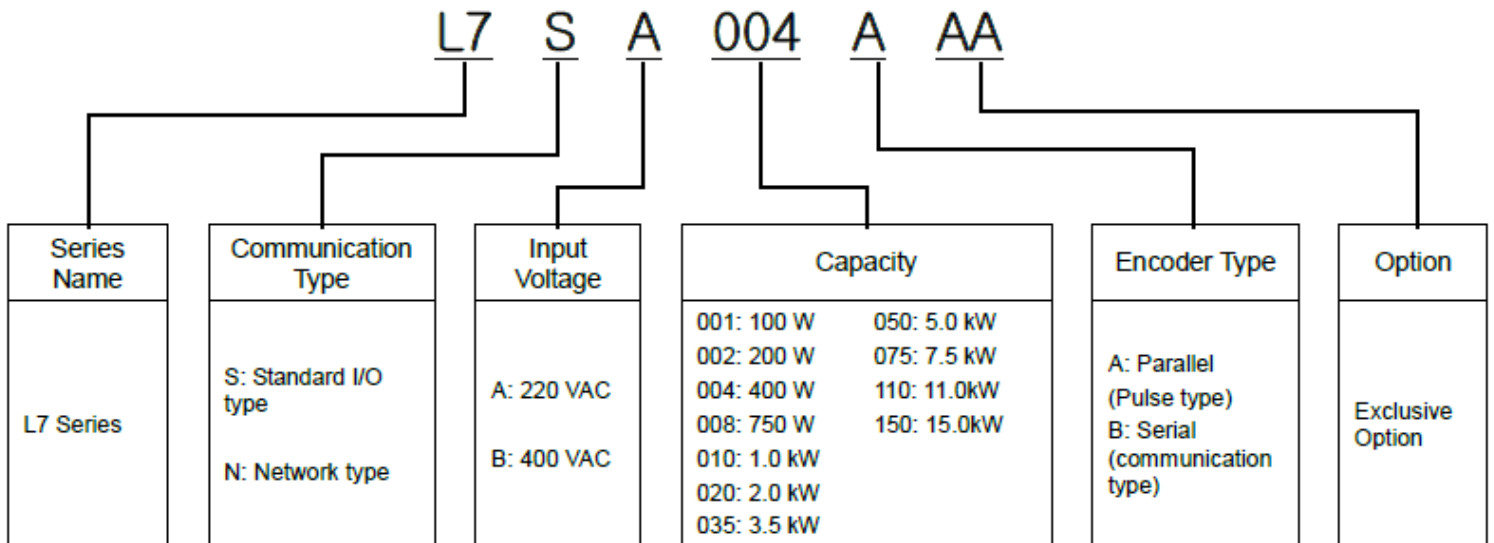 L7 S A 004 A AA
Series
Name
L7 Series
Communication
Type
S: Standard I/O
type
N: Network type
Input
Voltage
A: 220 VAC
B: 400 VAC
Capacity
001: 100 W 050: 5.0 kW
002: 200 W 075: 7.5 kW
004: 400 W 110: 11.0kW
008: 750 W 150: 15.0kW
010: 1.0 kW
020: 2.0 kW
035: 3.5 kW
Encoder Type
A: Parallel
(Pulse type)
B: Serial
(communication
type)
Option
Exclusive
Option